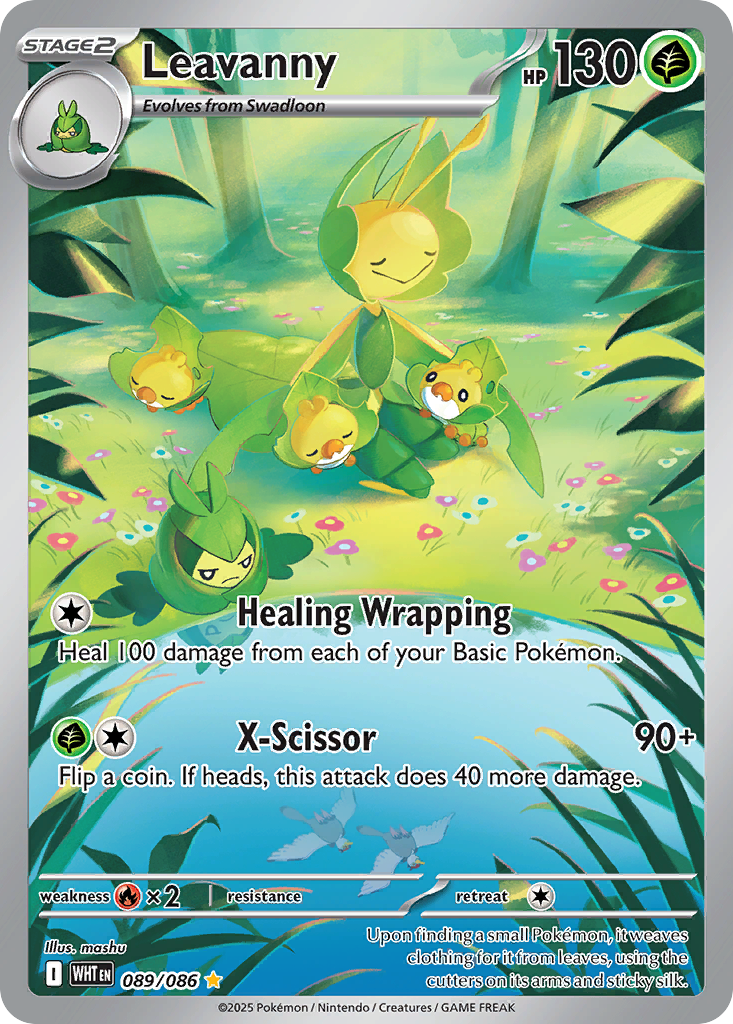 STAGE2
Leavanny
HP 130
Evolves from Swadloon
Healing Wrapping
Heal 100 damage from each of your Basic Pokémon.
X-Scissor 90+
Flip a coin. If heads, this attack does 40 more damage.
weakness ×2 resistance retreat
Illus. mashu
Upon finding a small Pokémon, it weaves
clothing for it from leaves, using the
cutters on its arms and sticky silk.
I WHT EN 089/086
©2025 Pokémon / Nintendo / Creatures / GAME FREAK